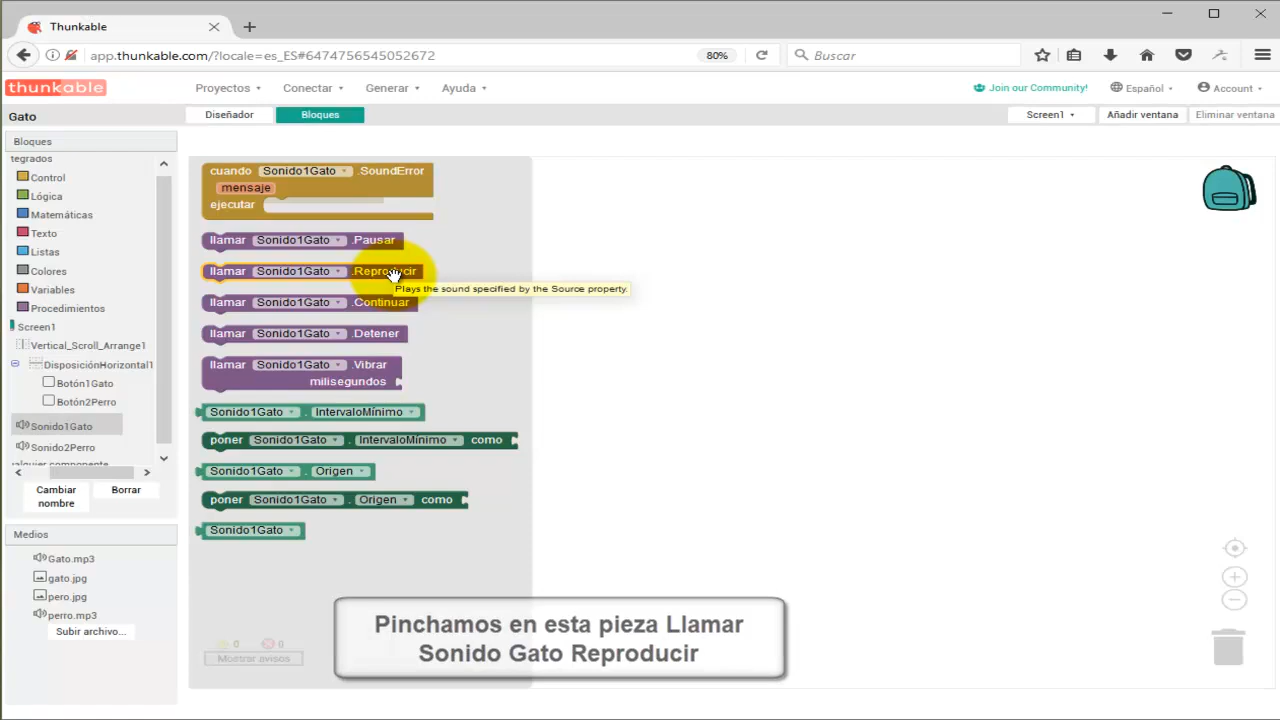 Thunkable
app.thunkable.com/?locale=es_ES#6474756545052672
80%
Buscar
thunkable
Proyectos
Conectar
Generar
Ayuda
Join our Community!
Español
Account
Gato
Diseñador
Bloques
Screen1
Añadir ventana
Eliminar ventana
Bloques
tegrados
Control
Lógica
Matemáticas
Texto
Listas
Colores
Variables
Procedimientos
Screen1
Vertical_Scroll_Arrange1
DisposiciónHorizontal1
Botón1Gato
Botón2Perro
Sonido1Gato
Sonido2Perro
Cambiar nombre
Borrar
Medios
Gato.mp3
gato.jpg
pero.jpg
perro.mp3
Subir archivo...
cuando Sonido1Gato .SoundError
mensaje
ejecutar
llamar Sonido1Gato .Pausar
llamar Sonido1Gato .Reproducir
Plays the sound specified by the Source property.
llamar Sonido1Gato .Continuar
llamar Sonido1Gato .Detener
llamar Sonido1Gato .Vibrar
milisegundos
Sonido1Gato . IntervaloMínimo
poner Sonido1Gato . IntervaloMínimo como
Sonido1Gato . Origen
poner Sonido1Gato . Origen como
Sonido1Gato
0 0
Mostrar avisos
Pinchamos en esta pieza Llamar
Sonido Gato Reproducir